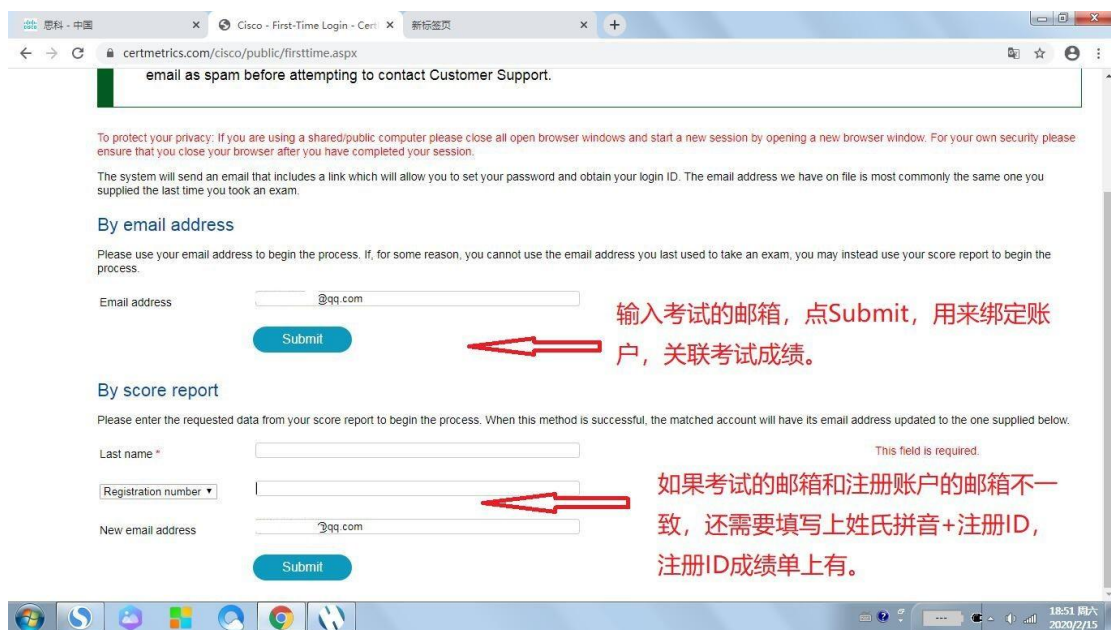 思科 - 中国
Cisco - First-Time Login - Cert
新标签页
certmetrics.com/cisco/public/firsttime.aspx
email as spam before attempting to contact Customer Support.
To protect your privacy: If you are using a shared/public computer please close all open browser windows and start a new session by opening a new browser window. For your own security please
ensure that you close your browser after you have completed your session.
The system will send an email that includes a link which will allow you to set your password and obtain your login ID. The email address we have on file is most commonly the same one you
supplied the last time you took an exam.
By email address
Please use your email address to begin the process. If, for some reason, you cannot use the email address you last used to take an exam, you may instead use your score report to begin the
process.
Email address
@qq.com
Submit
输入考试的邮箱，点Submit，用来绑定账
户，关联考试成绩。
By score report
Please enter the requested data from your score report to begin the process. When this method is successful, the matched account will have its email address updated to the one supplied below.
Last name *
This field is required.
Registration number
如果考试的邮箱和注册账户的邮箱不一
致，还需要填写上姓氏拼音+注册ID，
注册ID成绩单上有。
New email address
@qq.com
Submit
18:51 周六
2020/2/15